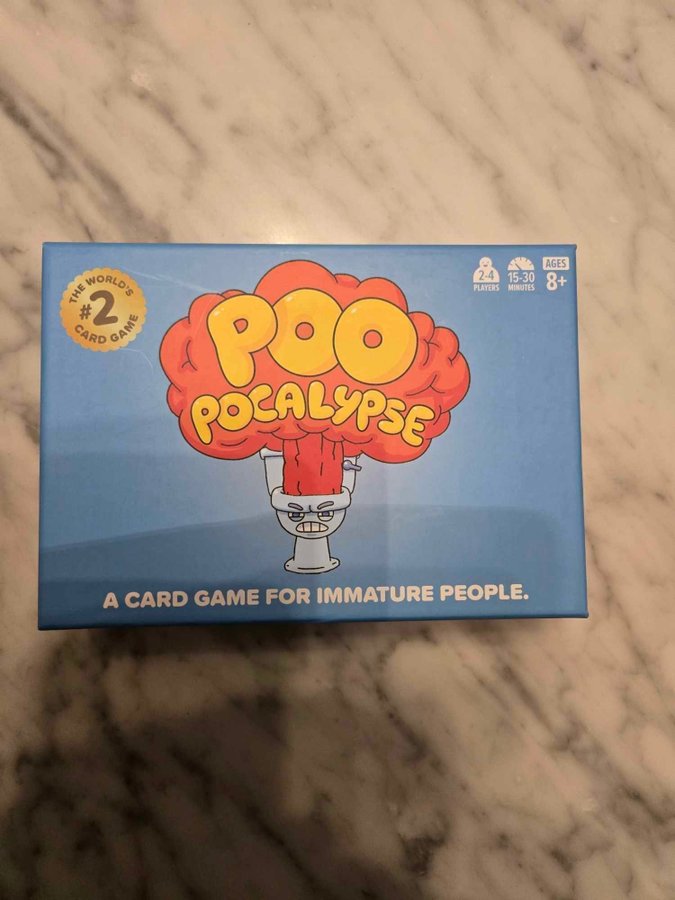 THE WORLD'S
#2
CARD GAME
POO
POCALYPSE
2-4
PLAYERS
15-30
MINUTES
AGES
8+
A CARD GAME FOR IMMATURE PEOPLE.